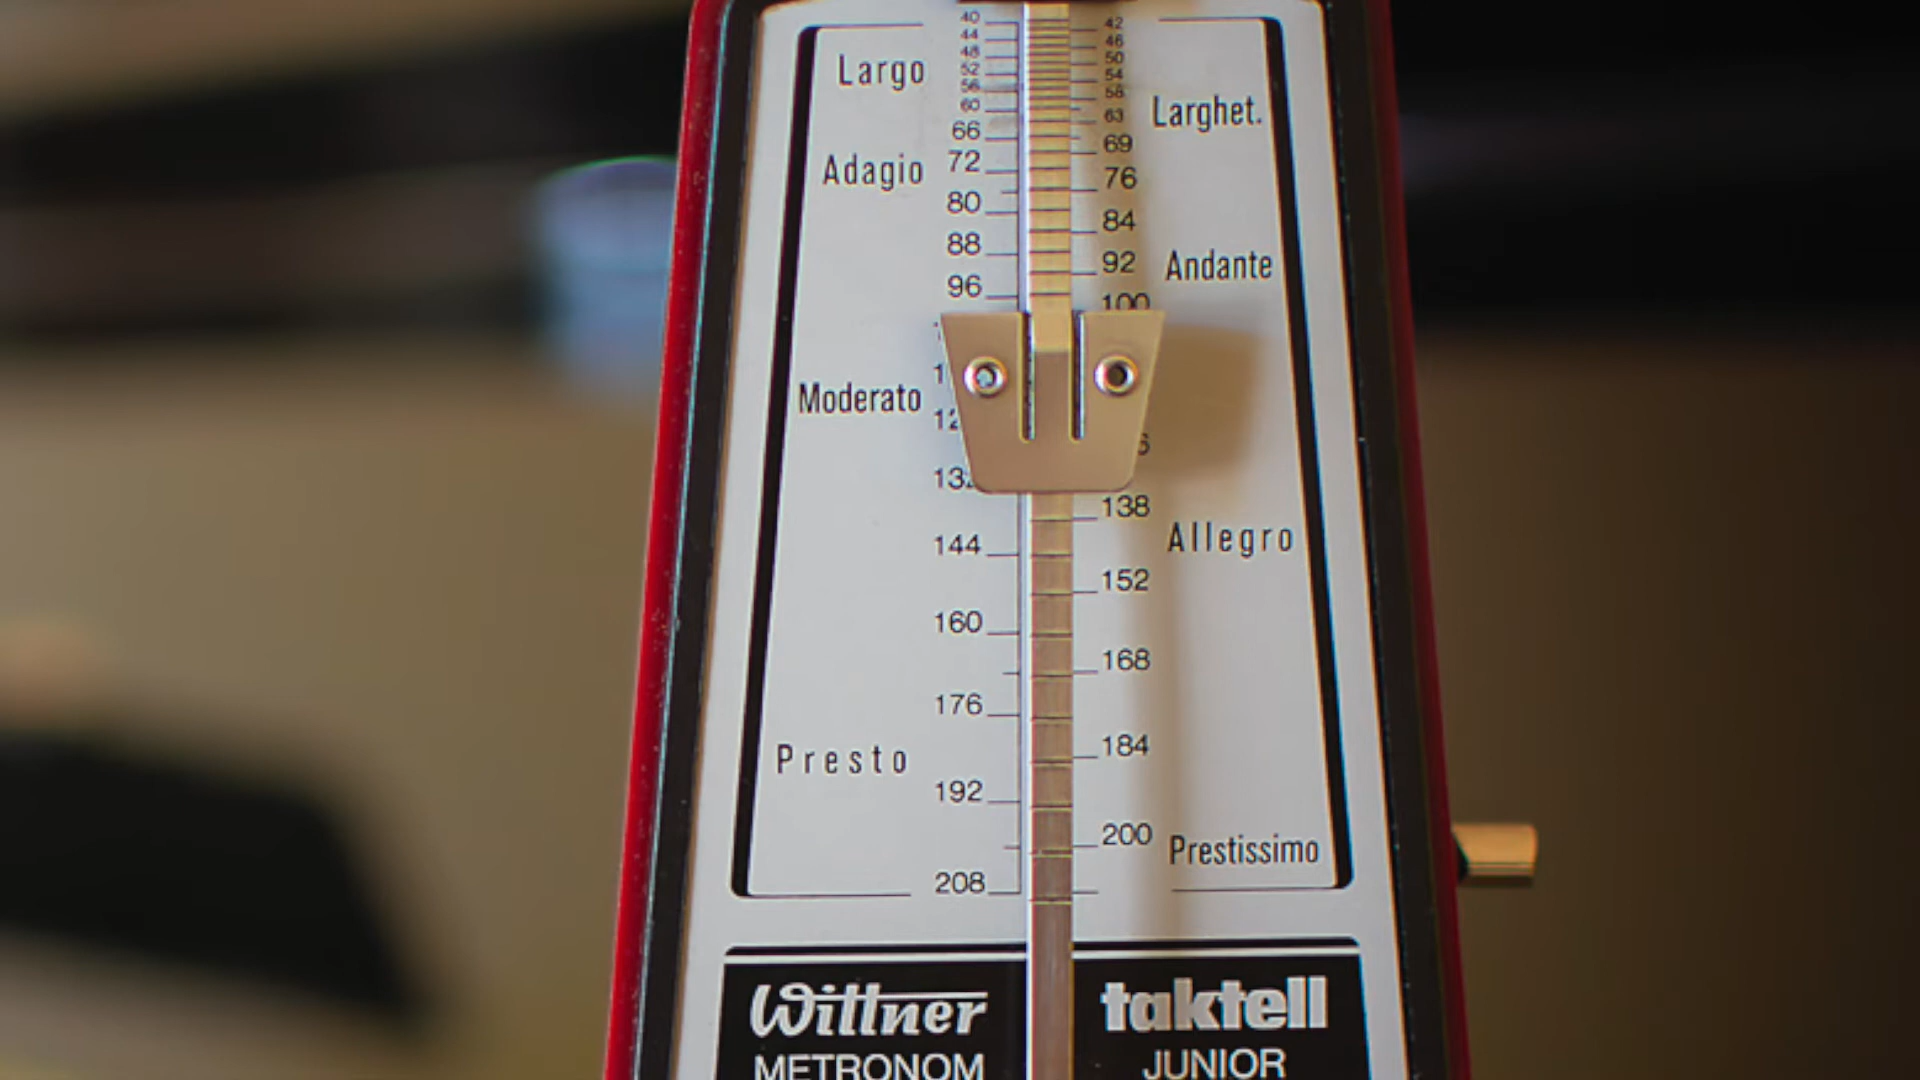 40 42
44 46
Largo 48 50
52 54
56 58
60 63 Larghet.
66 69
Adagio 72 76
80 84
88 92 Andante
96 100
Moderato
138
144 Allegro
152
160
168
176
184
Presto
192
200 Prestissimo
208
Wittner taktell
METRONOM JUNIOR